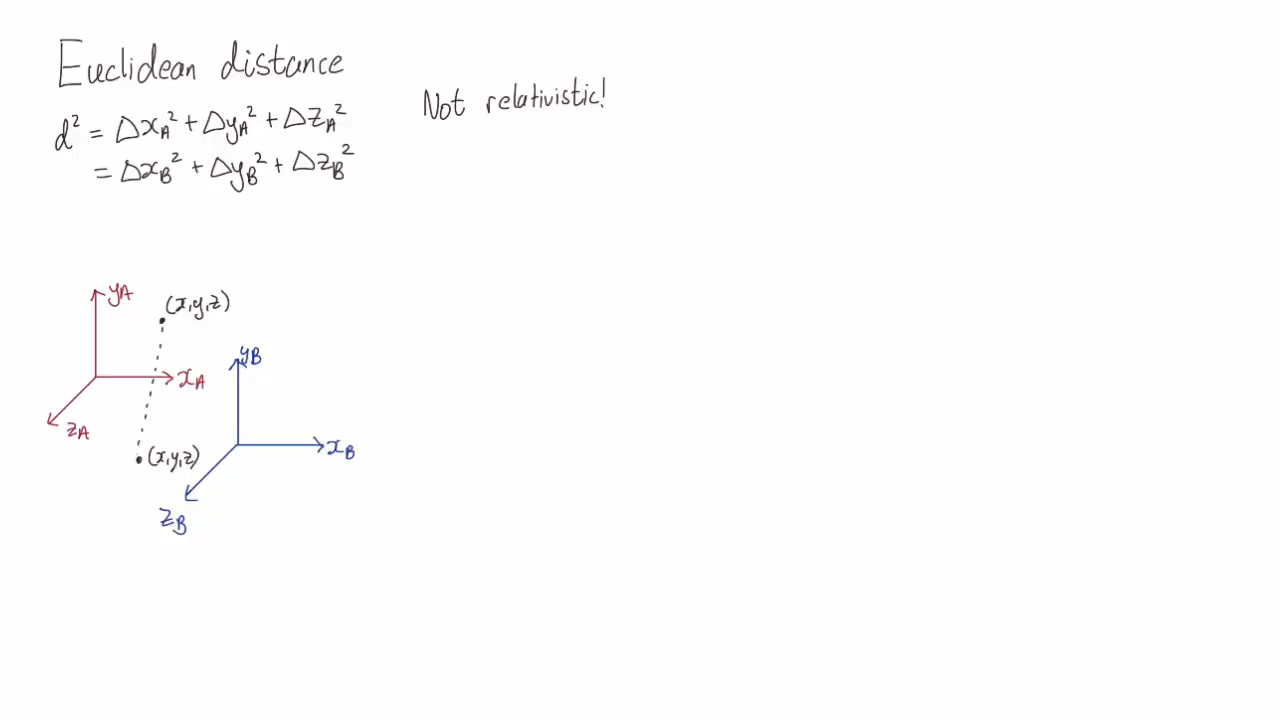 Euclidean distance
Not relativistic!
d² = Δx_A² + Δy_A² + Δz_A²
= Δx_B² + Δy_B² + Δz_B²
y_A
(x,y,z)
y_B
x_A
z_A
(x,y,z)
x_B
z_B